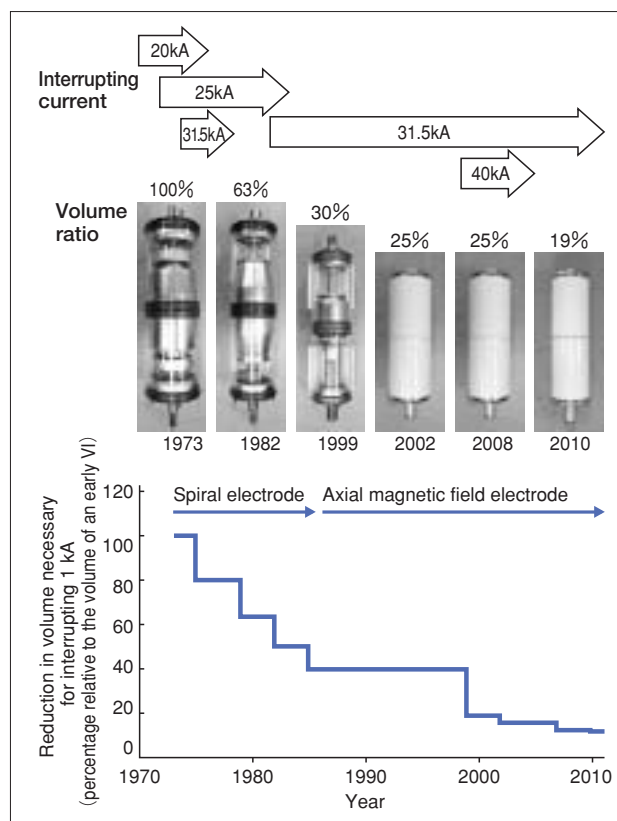 20kA
Interrupting
current
25kA
31.5kA
31.5kA
40kA
Volume
ratio
100%
63%
30%
25%
25%
19%
1973
1982
1999
2002
2008
2010
Reduction in volume necessary
for interrupting 1 kA
(percentage relative to the volume of an early VI)
120
100
80
60
40
20
0
Spiral electrode
Axial magnetic field electrode
1970
1980
1990
2000
2010
Year